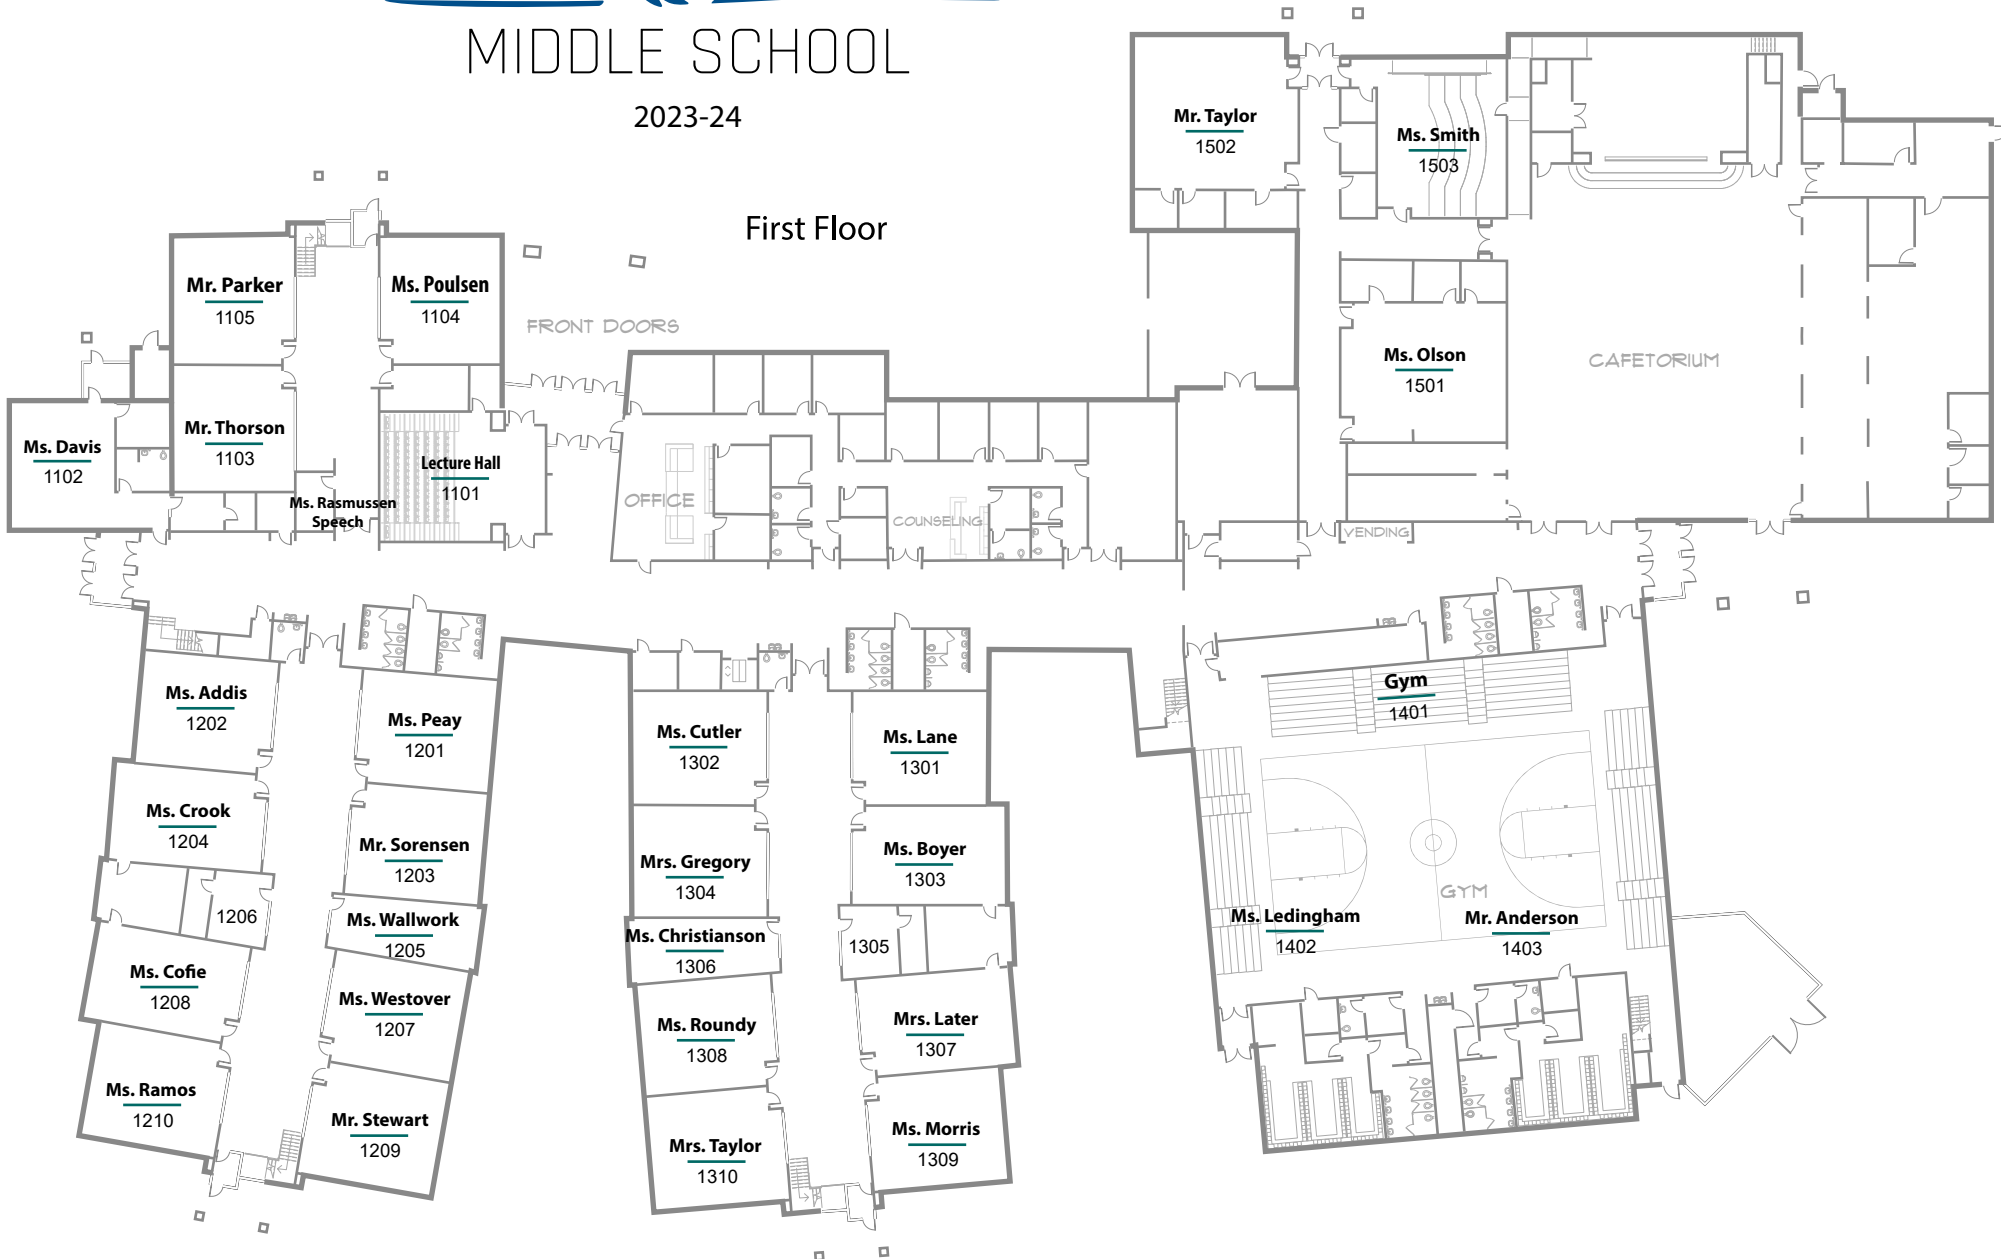 MIDDLE SCHOOL
2023-24
First Floor
Mr. Taylor
1502
Ms. Smith
1503
Mr. Parker
1105
Ms. Poulsen
1104
FRONT DOORS
Ms. Olson
1501
CAFETORIUM
Ms. Davis
1102
Mr. Thorson
1103
Lecture Hall
1101
Ms. Rasmussen
Speech
OFFICE
COUNSELING
VENDING
Ms. Addis
1202
Ms. Peay
1201
Ms. Crook
1204
Mr. Sorensen
1203
1206
Ms. Wallwork
1205
Ms. Cofie
1208
Ms. Westover
1207
Ms. Ramos
1210
Mr. Stewart
1209
Ms. Cutler
1302
Ms. Lane
1301
Mrs. Gregory
1304
Ms. Boyer
1303
Ms. Christianson
1306
1305
Ms. Roundy
1308
Mrs. Later
1307
Mrs. Taylor
1310
Ms. Morris
1309
Gym
1401
GYM
Ms. Ledingham
1402
Mr. Anderson
1403